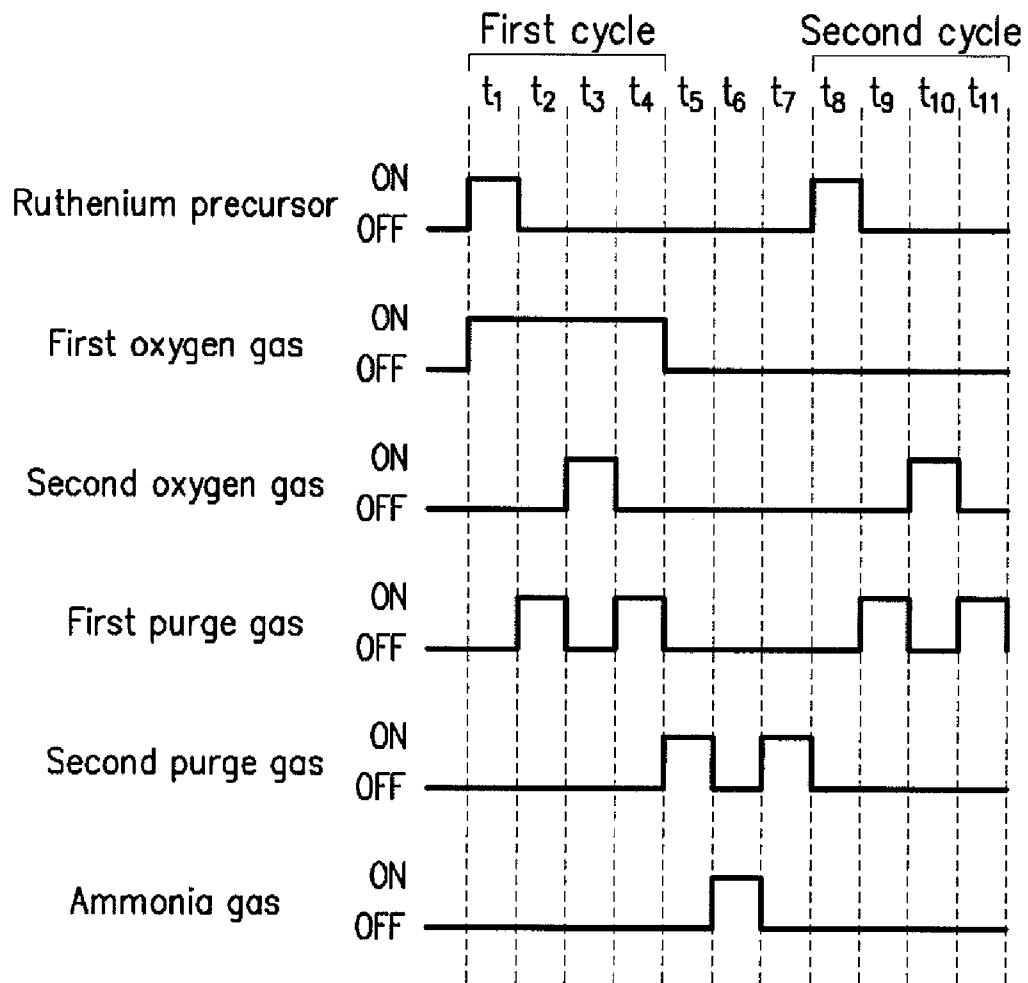 First cycle Second cycle
t1 t2 t3 t4 t5 t6 t7 t8 t9 t10 t11
ON
Ruthenium precursor
OFF
ON
First oxygen gas
OFF
ON
Second oxygen gas
OFF
ON
First purge gas
OFF
ON
Second purge gas
OFF
ON
Ammonia gas
OFF